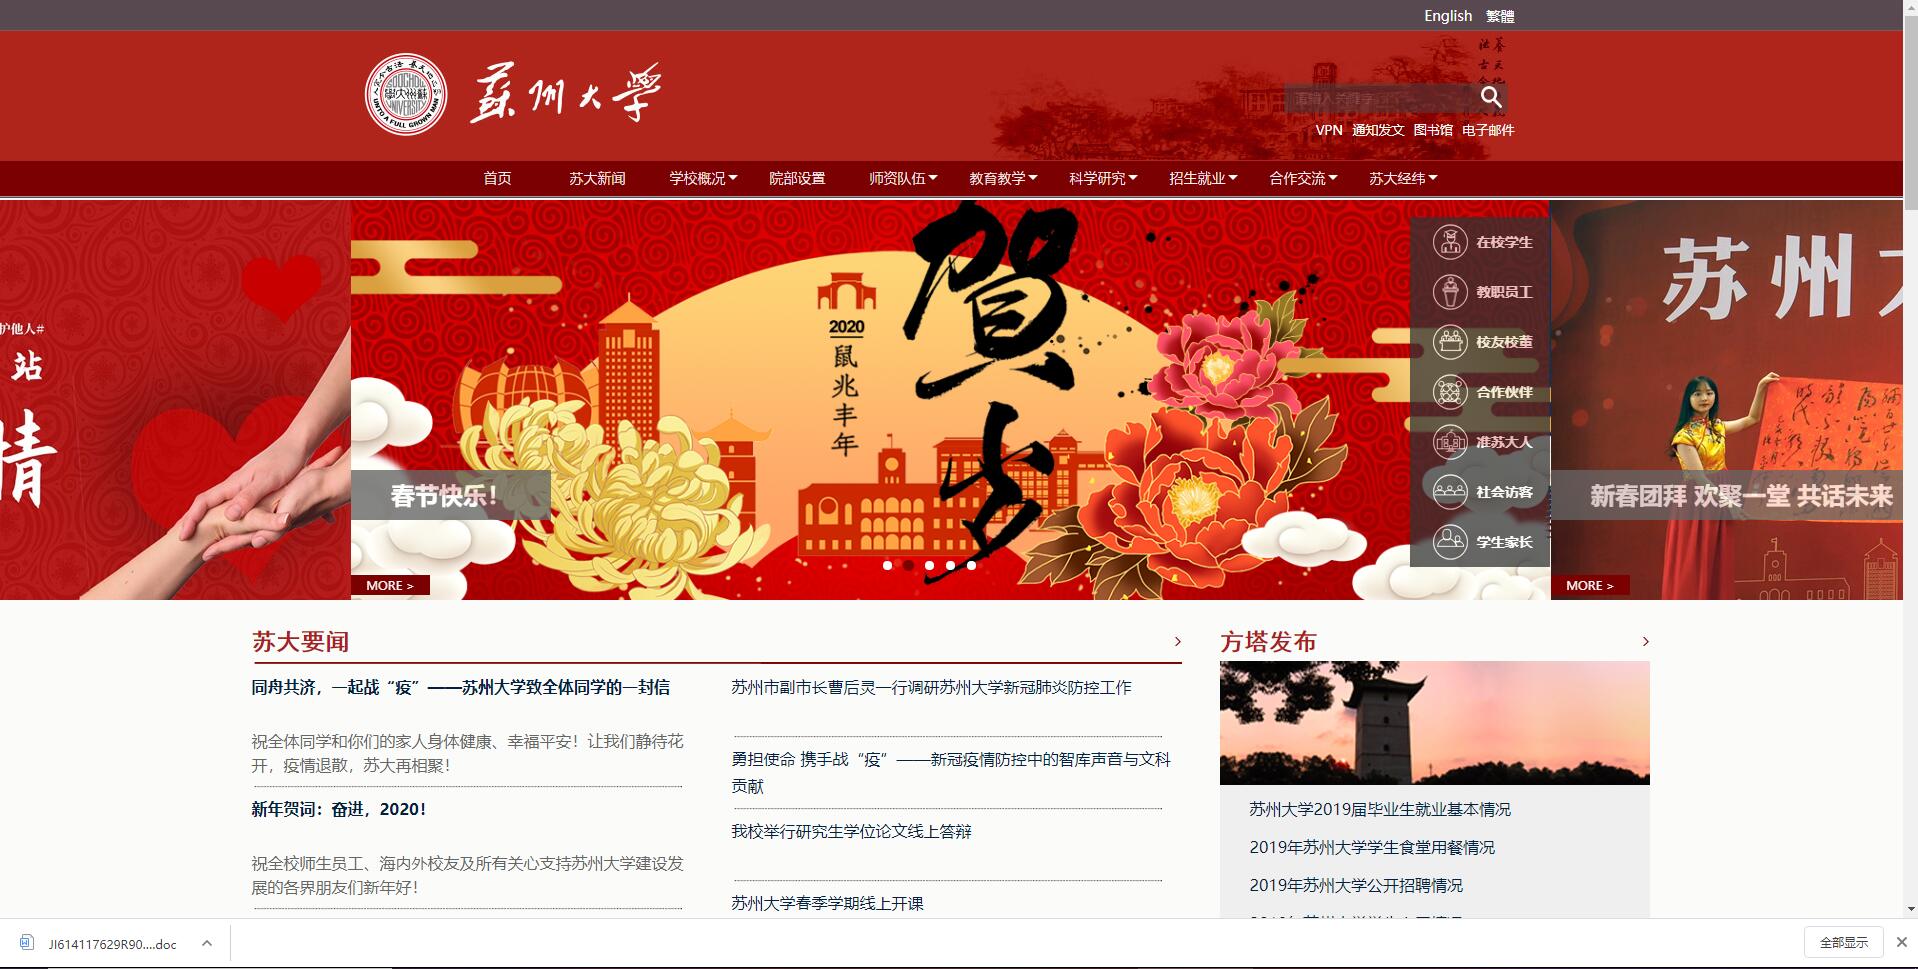 English 繁體
蘇州大學
請輸入关键字
VPN 通知发文 图书馆 电子邮件
首页 苏大新闻 学校概况 院部设置 师资队伍 教育教学 科学研究 招生就业 合作交流 苏大经纬
护他人#
站
情
2020
鼠兆丰年
賀
春节快乐！
MORE >
在校学生
教职员工
校友校董
合作伙伴
准苏大人
社会访客
学生家长
苏州大
新春团拜 欢聚一堂 共话未来
MORE >
苏大要闻
同舟共济，一起战“疫”——苏州大学致全体同学的一封信
祝全体同学和你们的家人身体健康、幸福平安！让我们静待花
开，疫情退散，苏大再相聚！
新年贺词：奋进，2020！
祝全校师生员工、海内外校友及所有关心支持苏州大学建设发
展的各界朋友们新年好！
苏州市副市长曹后灵一行调研苏州大学新冠肺炎防控工作
勇担使命 携手战“疫”——新冠疫情防控中的智库声音与文科
贡献
我校举行研究生学位论文线上答辩
苏州大学春季学期线上开课
方塔发布
苏州大学2019届毕业生就业基本情况
2019年苏州大学学生食堂用餐情况
2019年苏州大学公开招聘情况
JI614117629R90....doc
全部显示